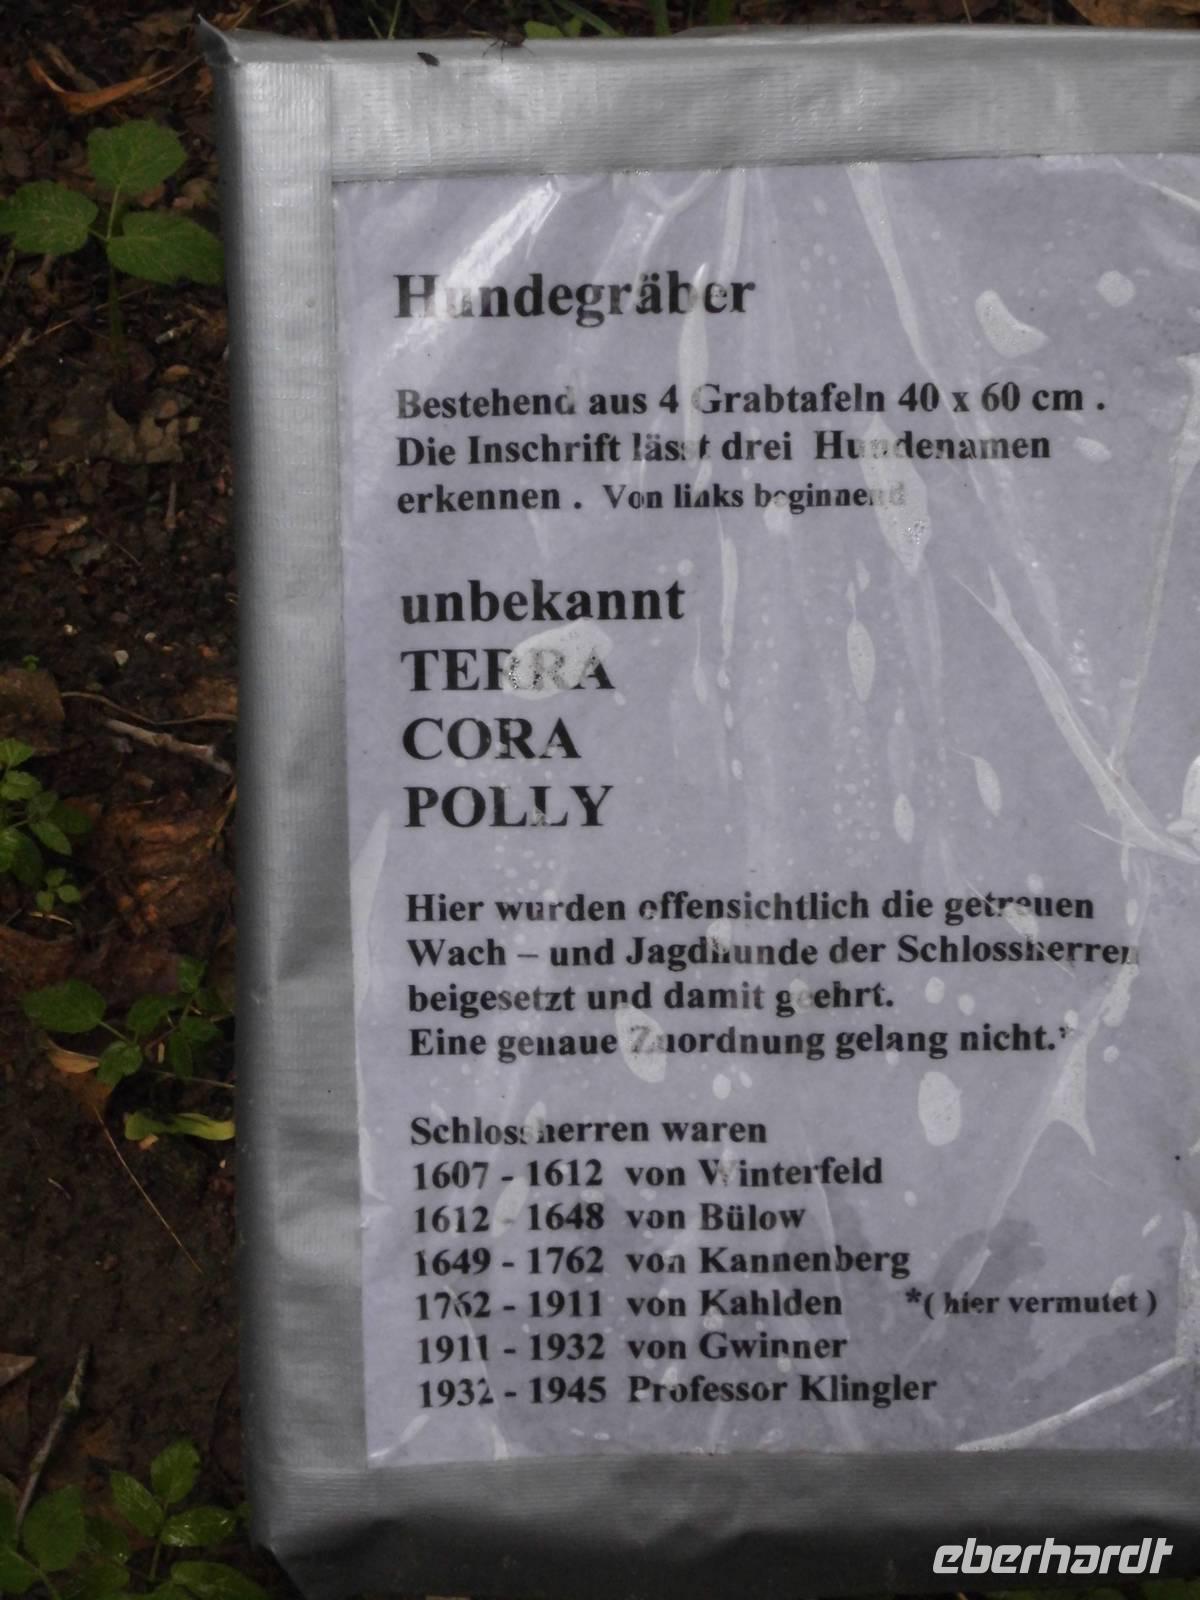 Hundegräber
Bestehend aus 4 Grabtafeln 40 x 60 cm .
Die Inschrift lässt drei Hundenamen
erkennen . Von links beginnend
unbekannt
TERRA
CORA
POLLY
Hier wurden offensichtlich die getreuen
Wach – und Jagdhunde der Schlossherren
beigesetzt und damit geehrt.
Eine genaue Zuordnung gelang nicht.*
Schlossherren waren
1607 - 1612 von Winterfeld
1612 - 1648 von Bülow
1649 - 1762 von Kannenberg
1762 - 1911 von Kahlden *( hier vermutet )
1911 - 1932 von Gwinner
1932 - 1945 Professor Klingler
eberhardt